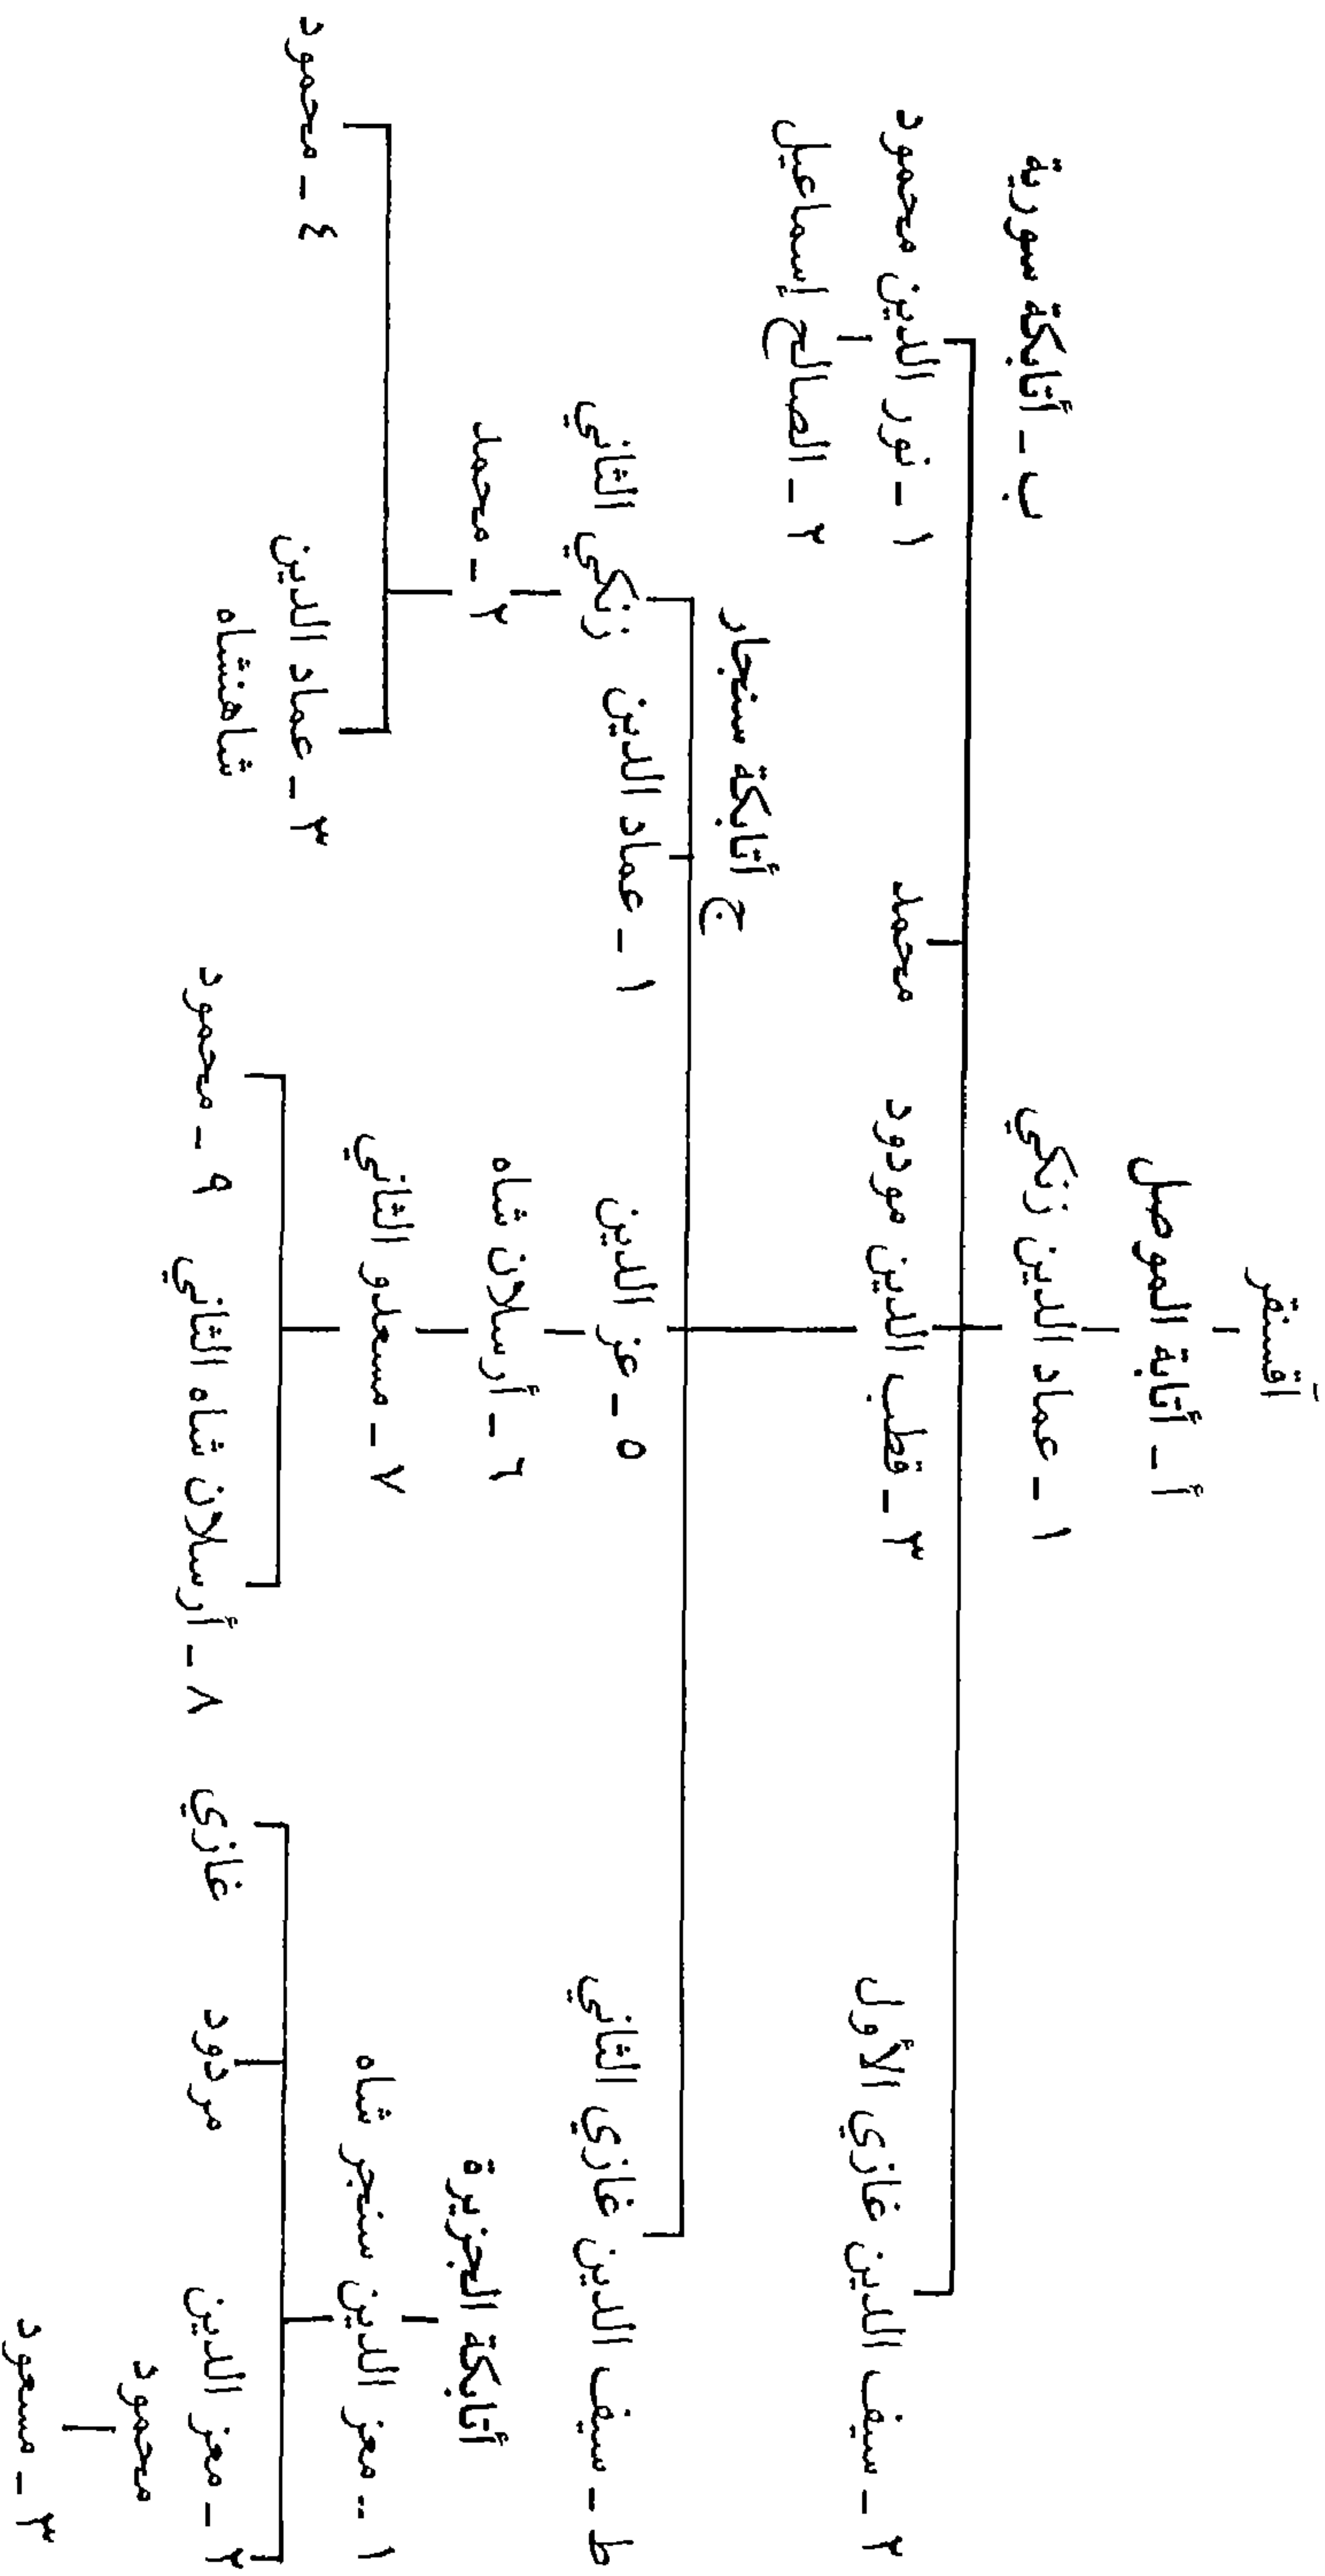 آقسنقر
أ - أتابة الموصل
١ - عماد الدين زنكي
ب - أتابكة سورية
٢ - سيف الدين غازي الأول
٣ - قطب الدين مودود
محمد
١ - نور الدين محمود
٢ - الصالح إسماعيل
ج أتابكة سنجار
ط - سيف الدين غازي الثاني
٥ - عز الدين
١ - عماد الدين زنكي الثاني
أتابكة الجزيرة
٦ - أرسلان شاه
٢ - محمد
١ - معز الدين سنجر شاه
٧ - مسعدو الثاني
٣ - عماد الدين
شاهنشاه
٤ - محمود
٢ - معز الدين
محمود
مردود
غازي
٨ - أرسلان شاه الثاني
٩ - محمود
٣ - مسعود